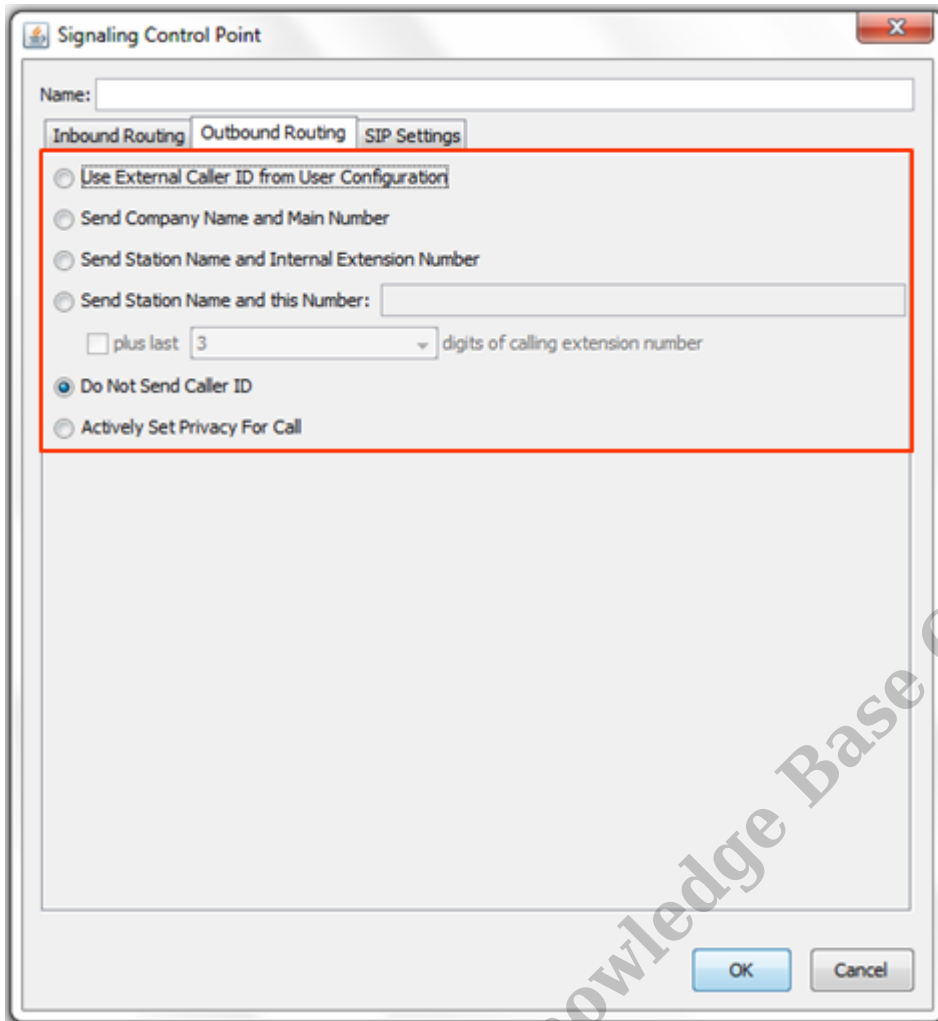 Signaling Control Point
Name:
Inbound Routing Outbound Routing SIP Settings
Use External Caller ID from User Configuration
Send Company Name and Main Number
Send Station Name and Internal Extension Number
Send Station Name and this Number:
plus last 3 digits of calling extension number
Do Not Send Caller ID
Actively Set Privacy For Call
Base
OK Cancel